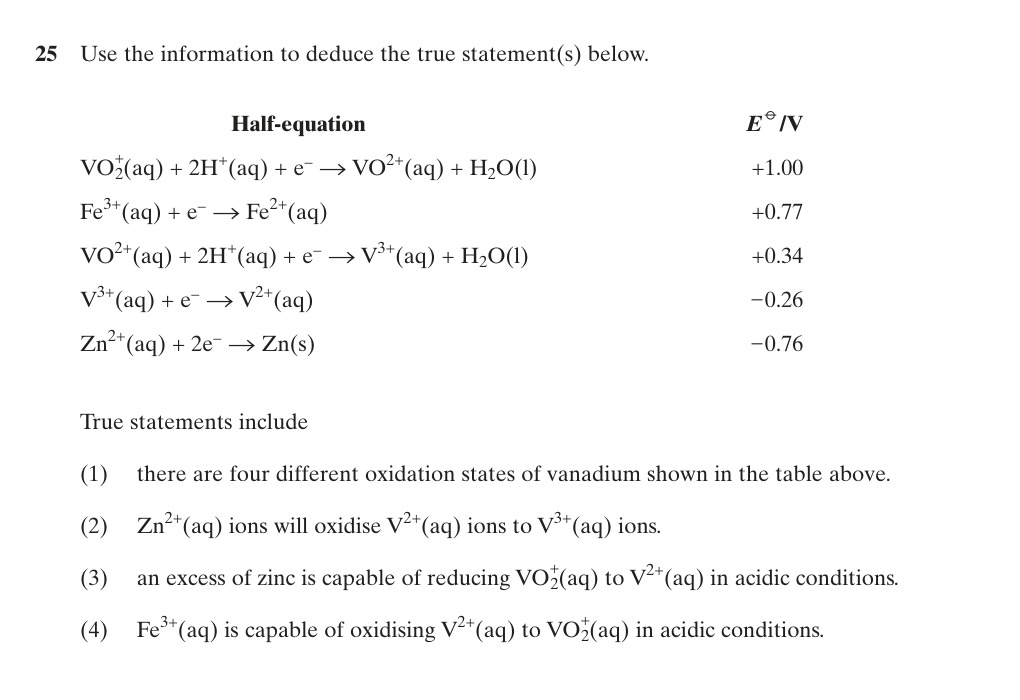 25 Use the information to deduce the true statement(s) below.
Half-equation E⦵/V
VO₂⁺(aq) + 2H⁺(aq) + e⁻ ⟶ VO²⁺(aq) + H₂O(l) +1.00
Fe³⁺(aq) + e⁻ ⟶ Fe²⁺(aq) +0.77
VO²⁺(aq) + 2H⁺(aq) + e⁻ ⟶ V³⁺(aq) + H₂O(l) +0.34
V³⁺(aq) + e⁻ ⟶ V²⁺(aq) −0.26
Zn²⁺(aq) + 2e⁻ ⟶ Zn(s) −0.76
True statements include
(1) there are four different oxidation states of vanadium shown in the table above.
(2) Zn²⁺(aq) ions will oxidise V²⁺(aq) ions to V³⁺(aq) ions.
(3) an excess of zinc is capable of reducing VO₂⁺(aq) to V²⁺(aq) in acidic conditions.
(4) Fe³⁺(aq) is capable of oxidising V²⁺(aq) to VO₂⁺(aq) in acidic conditions.